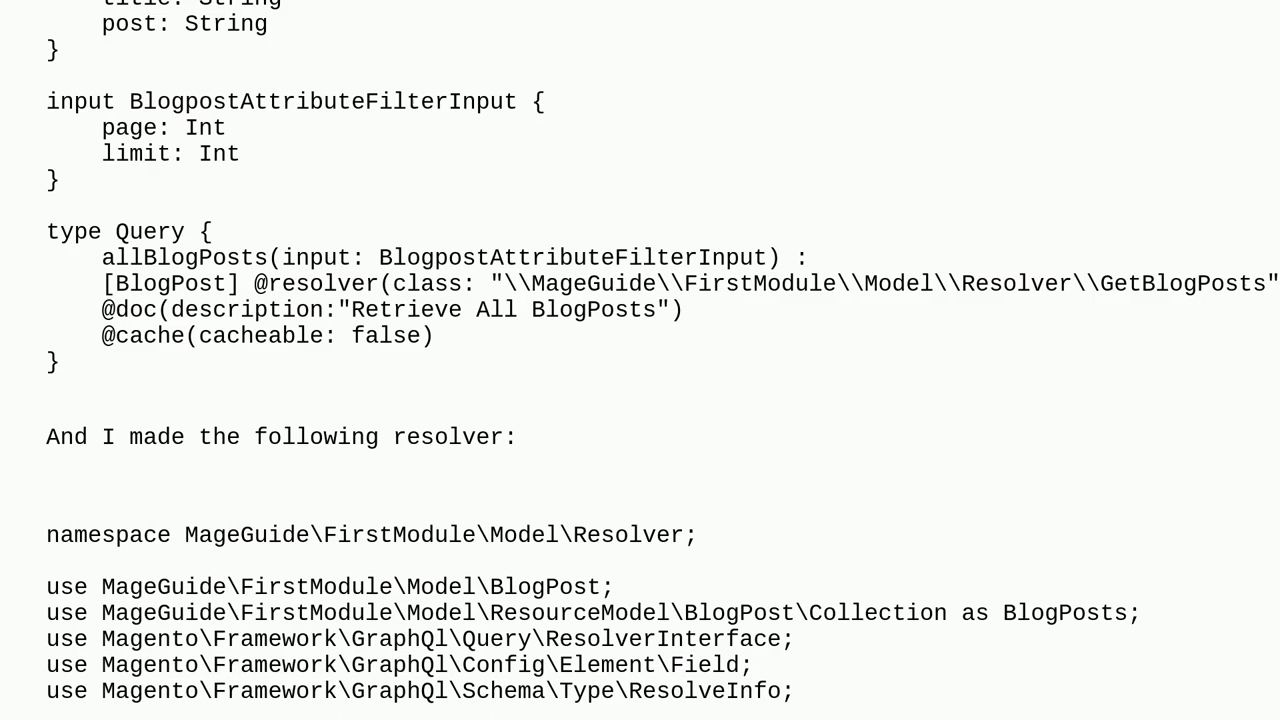 title: String
    post: String
}

input BlogpostAttributeFilterInput {
    page: Int
    limit: Int
}

type Query {
    allBlogPosts(input: BlogpostAttributeFilterInput) :
    [BlogPost] @resolver(class: "\\MageGuide\\FirstModule\\Model\\Resolver\\GetBlogPosts"
    @doc(description:"Retrieve All BlogPosts")
    @cache(cacheable: false)
}

And I made the following resolver:

namespace MageGuide\FirstModule\Model\Resolver;

use MageGuide\FirstModule\Model\BlogPost;
use MageGuide\FirstModule\Model\ResourceModel\BlogPost\Collection as BlogPosts;
use Magento\Framework\GraphQl\Query\ResolverInterface;
use Magento\Framework\GraphQl\Config\Element\Field;
use Magento\Framework\GraphQl\Schema\Type\ResolveInfo;